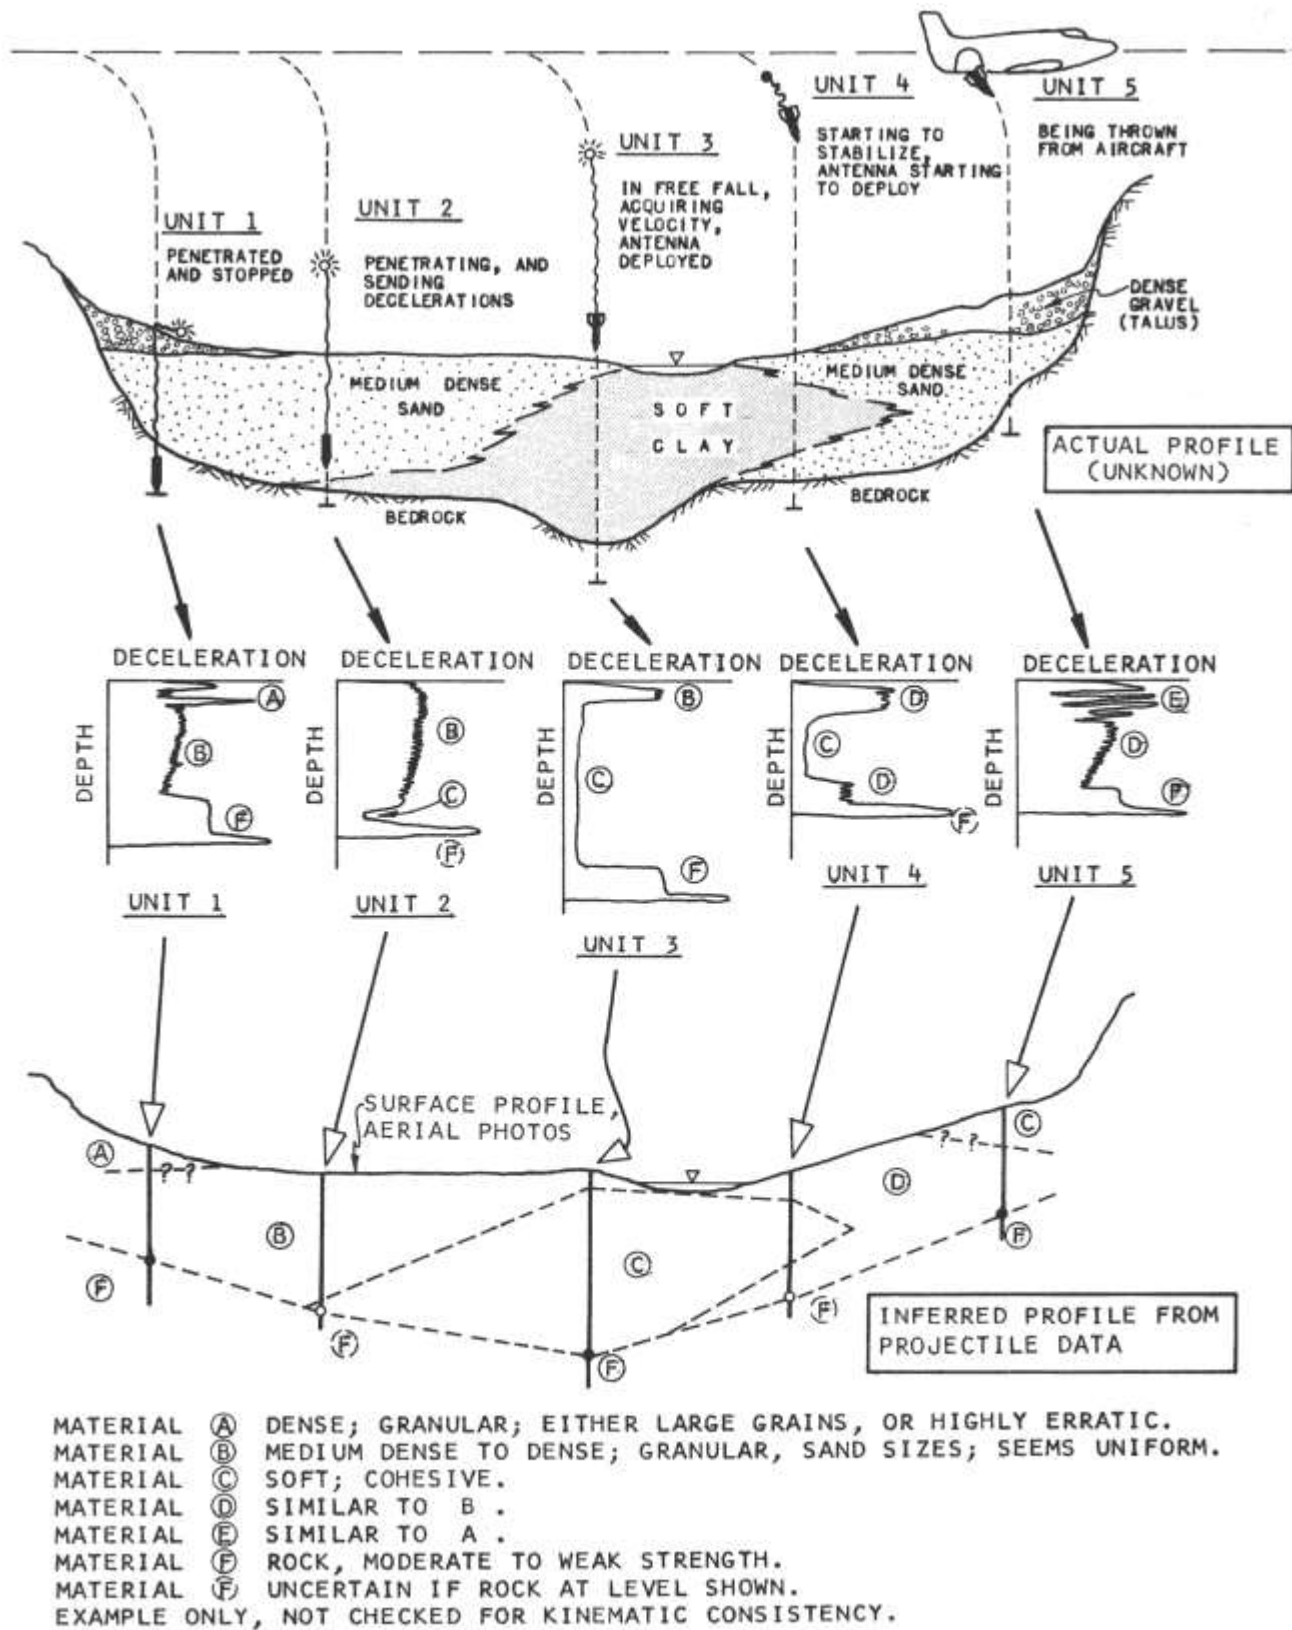 UNIT 4
UNIT 5
STARTING TO
STABILIZE,
ANTENNA STARTING
TO DEPLOY
BEING THROWN
FROM AIRCRAFT
UNIT 3
IN FREE FALL,
ACQUIRING
VELOCITY,
ANTENNA
DEPLOYED
UNIT 1
PENETRATED
AND STOPPED
UNIT 2
PENETRATING, AND
SENDING
DECELERATIONS
DENSE
GRAVEL
(TALUS)
MEDIUM DENSE
SAND
SOFT
CLAY
MEDIUM DENSE
SAND
BEDROCK
BEDROCK
ACTUAL PROFILE
(UNKNOWN)
DECELERATION
DECELERATION
DECELERATION
DECELERATION
DECELERATION
DEPTH
A
B
F
DEPTH
B
C
F
DEPTH
B
C
F
DEPTH
D
C
D
F
DEPTH
E
D
F
UNIT 1
UNIT 2
UNIT 3
UNIT 4
UNIT 5
SURFACE PROFILE,
AERIAL PHOTOS
A
? ?
B
C
D
? ?
C
F
F
F
F
F
INFERRED PROFILE FROM
PROJECTILE DATA
MATERIAL A DENSE; GRANULAR; EITHER LARGE GRAINS, OR HIGHLY ERRATIC.
MATERIAL B MEDIUM DENSE TO DENSE; GRANULAR, SAND SIZES; SEEMS UNIFORM.
MATERIAL C SOFT; COHESIVE.
MATERIAL D SIMILAR TO B .
MATERIAL E SIMILAR TO A .
MATERIAL F ROCK, MODERATE TO WEAK STRENGTH.
MATERIAL F UNCERTAIN IF ROCK AT LEVEL SHOWN.
EXAMPLE ONLY, NOT CHECKED FOR KINEMATIC CONSISTENCY.